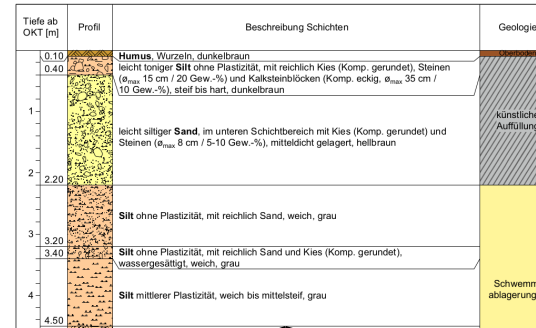 Tiefe ab
OKT [m]
Profil
Beschreibung Schichten
Geologie
0.10
Humus, Wurzeln, dunkelbraun
Oberboden
0.40
leicht toniger Silt ohne Plastizität, mit reichlich Kies (Komp. gerundet), Steinen
(ømax 15 cm / 20 Gew.-%) und Kalksteinblöcken (Komp. eckig, ømax 35 cm /
10 Gew.-%), steif bis hart, dunkelbraun
1
künstliche
Auffüllung
leicht siltiger Sand, im unteren Schichtbereich mit Kies (Komp. gerundet) und
Steinen (ømax 8 cm / 5-10 Gew.-%), mitteldicht gelagert, hellbraun
2
2.20
Silt ohne Plastizität, mit reichlich Sand, weich, grau
3
3.20
3.40
Silt ohne Plastizität, mit reichlich Sand und Kies (Komp. gerundet),
wassergesättigt, weich, grau
Schwemm
ablagerung
4
Silt mittlerer Plastizität, weich bis mittelsteif, grau
4.50